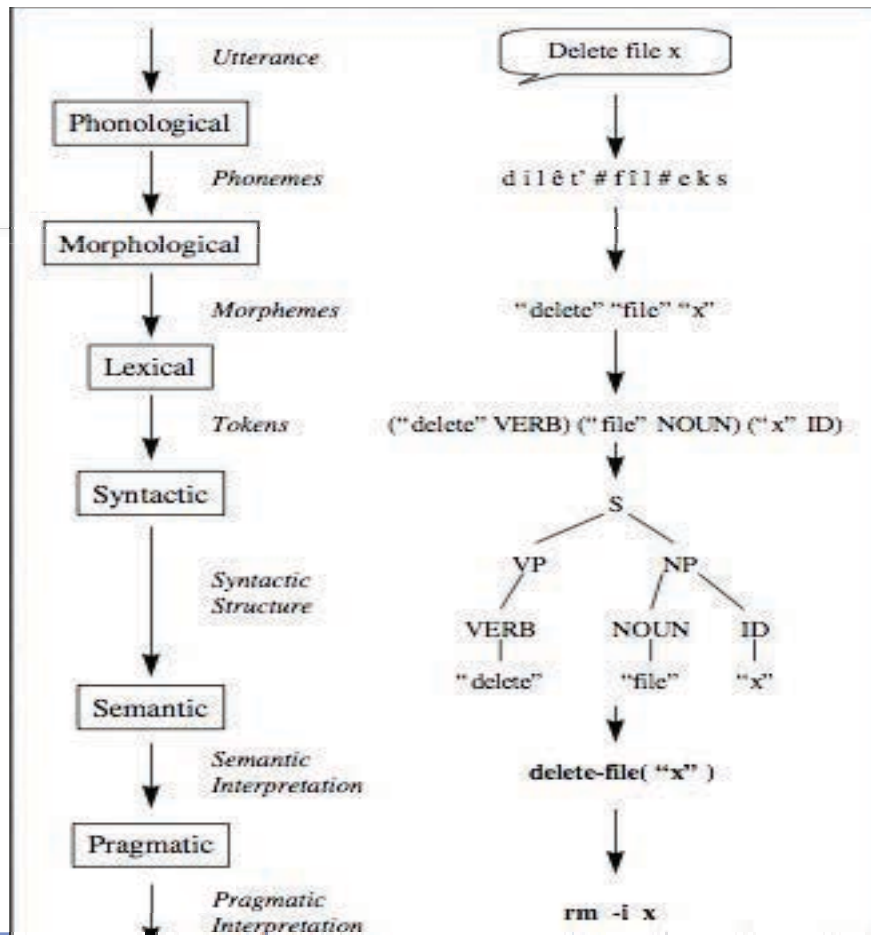 Utterance
Delete file x
Phonological
Phonemes
d i l ê t' # f î l # e k s
Morphological
Morphemes
“delete” “file” “x”
Lexical
Tokens
(“delete” VERB) (“file” NOUN) (“x” ID)
Syntactic
S
VP NP
Syntactic
Structure
VERB NOUN ID
“delete” “file” “x”
Semantic
Semantic
Interpretation
delete-file( “x” )
Pragmatic
Pragmatic
Interpretation
rm -i x